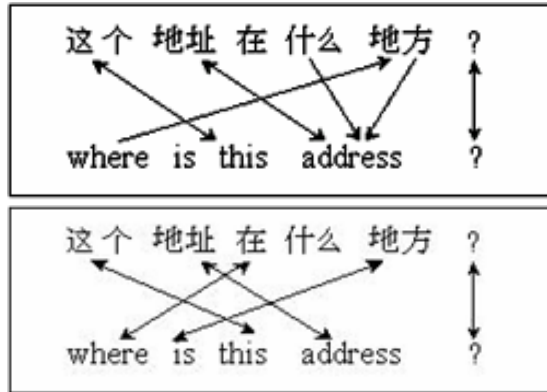 这个 地址 在 什么 地方 ?
where is this address ?
这个 地址 在 什么 地方 ?
where is this address ?